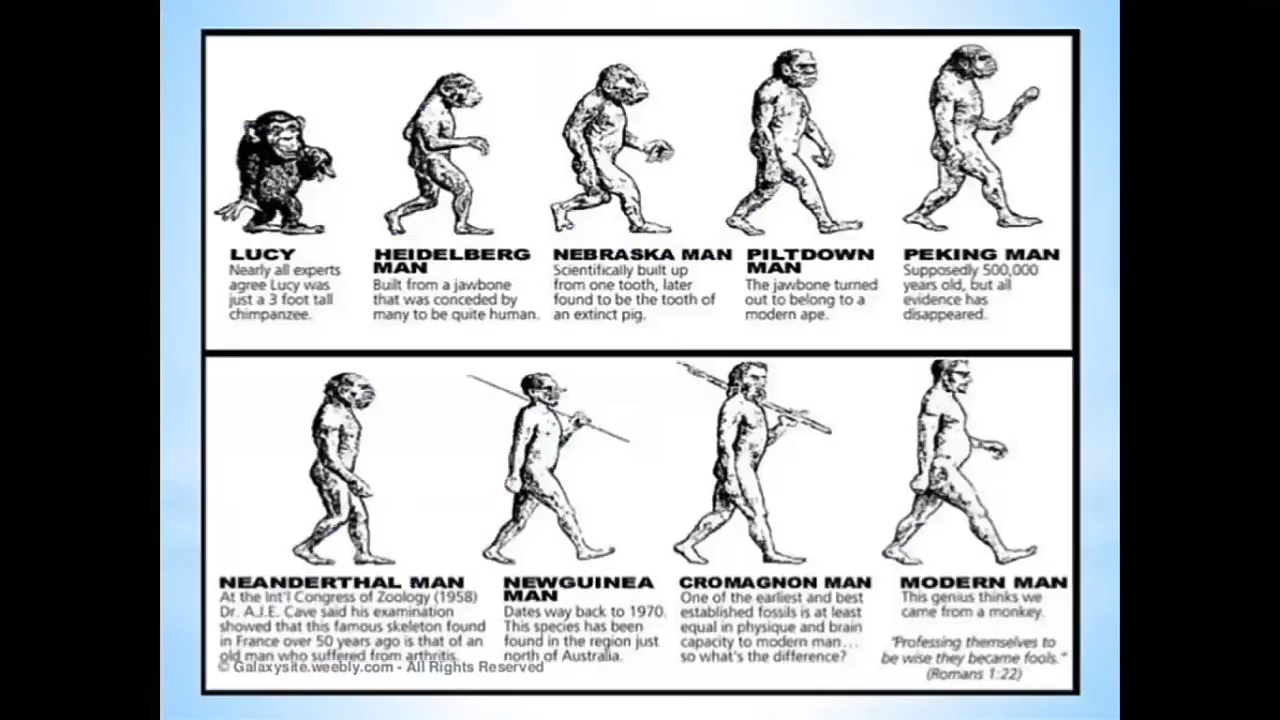 LUCY
Nearly all experts
agree Lucy was
just a 3 foot tall
chimpanzee.
HEIDELBERG
MAN
Built from a jawbone
that was conceded by
many to be quite human.
NEBRASKA MAN
Scientifically built up
from one tooth, later
found to be the tooth of
an extinct pig.
PILTDOWN
MAN
The jawbone turned
out to belong to a
modern ape.
PEKING MAN
Supposedly 500,000
years old, but all
evidence has
disappeared.
NEANDERTHAL MAN
At the Int'l Congress of Zoology (1958)
Dr. A.J.E. Cave said his examination
showed that this famous skeleton found
in France over 50 years ago is that of an
old man who suffered from arthritis.
NEWGUINEA
MAN
Dates way back to 1970.
This species has been
found in the region just
north of Australia.
CROMAGNON MAN
One of the earliest and best
established fossils is at least
equal in physique and brain
capacity to modern man...
so what's the difference?
MODERN MAN
This genius thinks we
came from a monkey.
"Professing themselves to
be wise they became fools."
(Romans 1:22)
© Galaxysite.weebly.com - All Rights Reserved